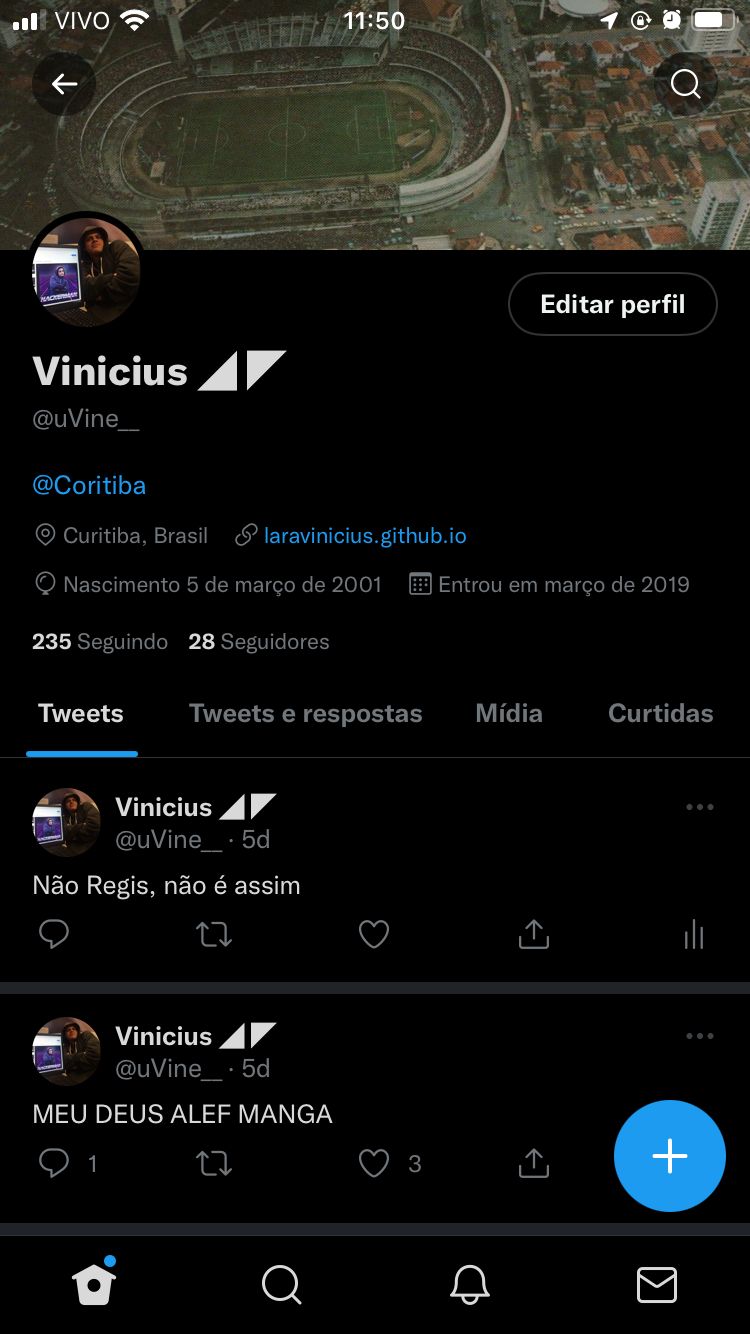 VIVO 11:50
Editar perfil
Vinicius ◢◤
@uVine__
@Coritiba
Curitiba, Brasil laravinicius.github.io
Nascimento 5 de março de 2001 Entrou em março de 2019
235 Seguindo 28 Seguidores
Tweets Tweets e respostas Mídia Curtidas
Vinicius ◢◤
@uVine__ · 5d
Não Regis, não é assim
Vinicius ◢◤
@uVine__ · 5d
MEU DEUS ALEF MANGA
1 3
HACKERMAN